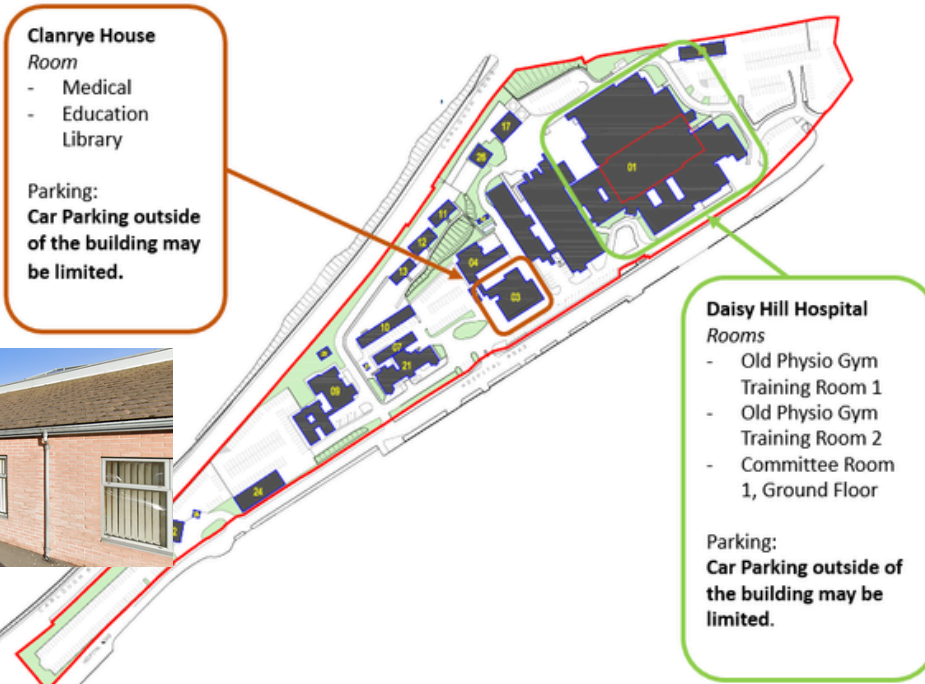 Clanrye House
Room
- Medical
- Education
Library
Parking:
Car Parking outside
of the building may
be limited.
17
26
01
11
12
04
13
03
10
07
21
09
24
HOSPITAL ROAD
Daisy Hill Hospital
Rooms
- Old Physio Gym
Training Room 1
- Old Physio Gym
Training Room 2
- Committee Room
1, Ground Floor
Parking:
Car Parking outside of
the building may be
limited.